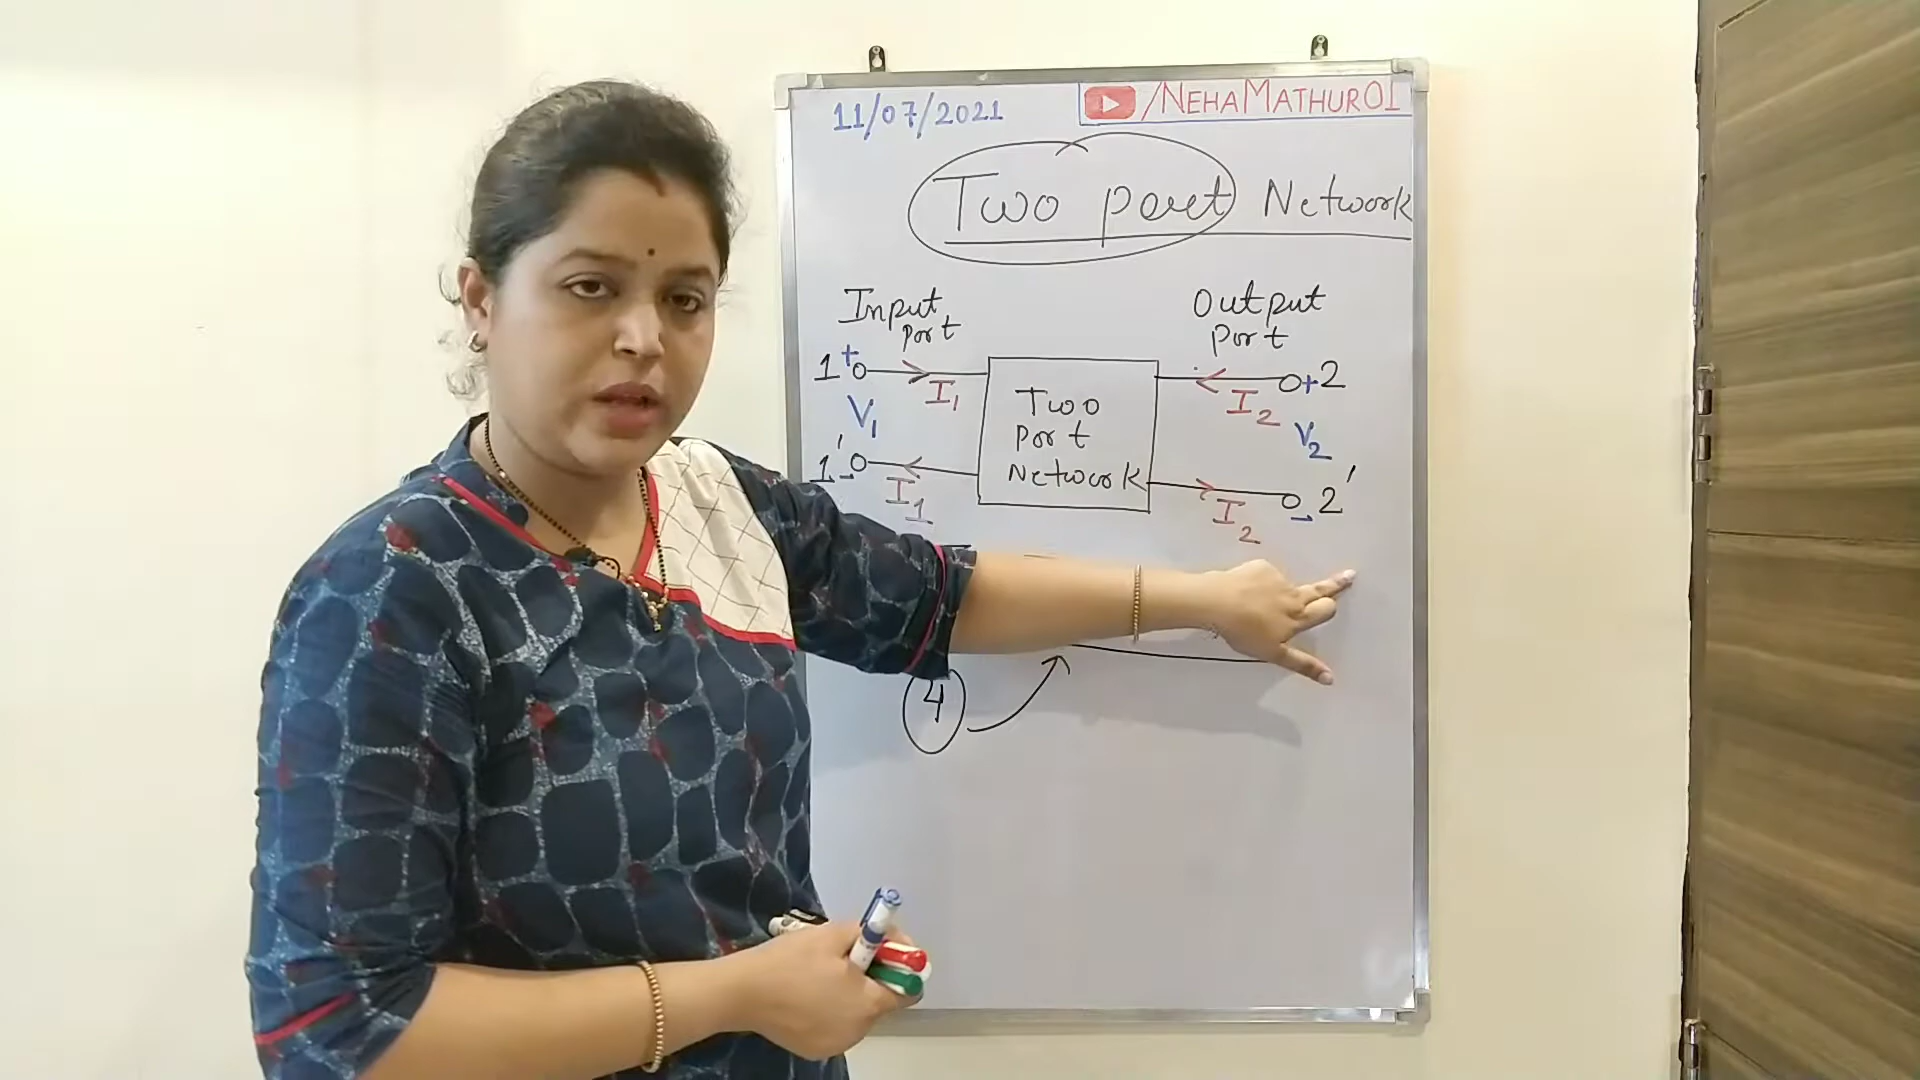 11/07/2021
/NEHAMATHUR01
Two port Network
Input
port
Output
port
1 +
I1
V1
1' -
I1
Two
Port
Network
+ 2
I2
V2
- 2'
I2
4